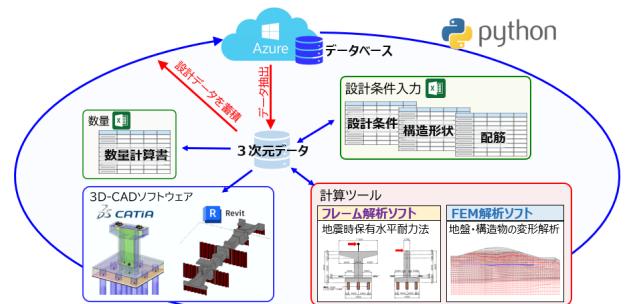 Azure
データベース
python
設計データを蓄積
データ抽出
設計条件入力
設計条件
構造形状
配筋
数量
数量計算書
3次元データ
3D-CADソフトウェア
3DS CATIA
R Revit
計算ツール
フレーム解析ソフト
地震時保有水平耐力法
FEM解析ソフト
地盤・構造物の変形解析